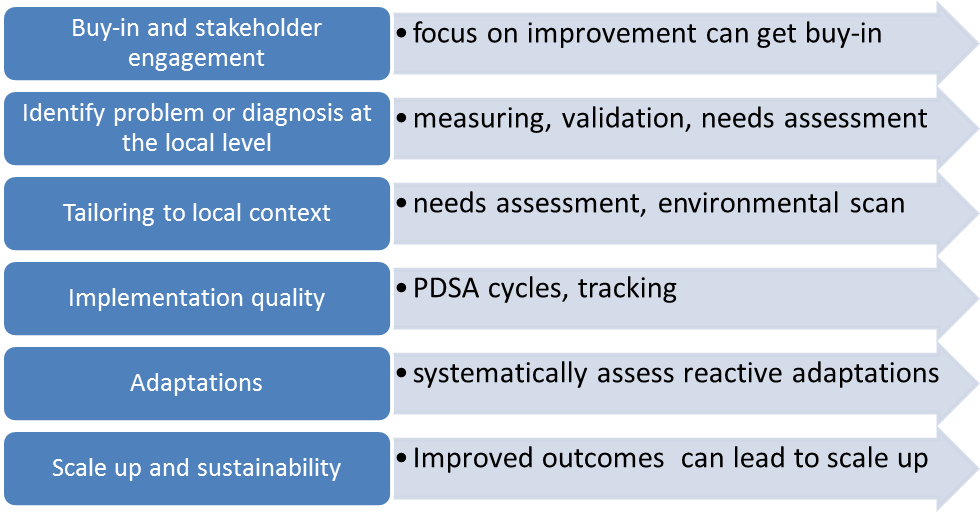 Buy-in and stakeholder
engagement
• focus on improvement can get buy-in
Identify problem or diagnosis at
the local level
• measuring, validation, needs assessment
Tailoring to local context
• needs assessment, environmental scan
Implementation quality
• PDSA cycles, tracking
Adaptations
• systematically assess reactive adaptations
Scale up and sustainability
• Improved outcomes  can lead to scale up